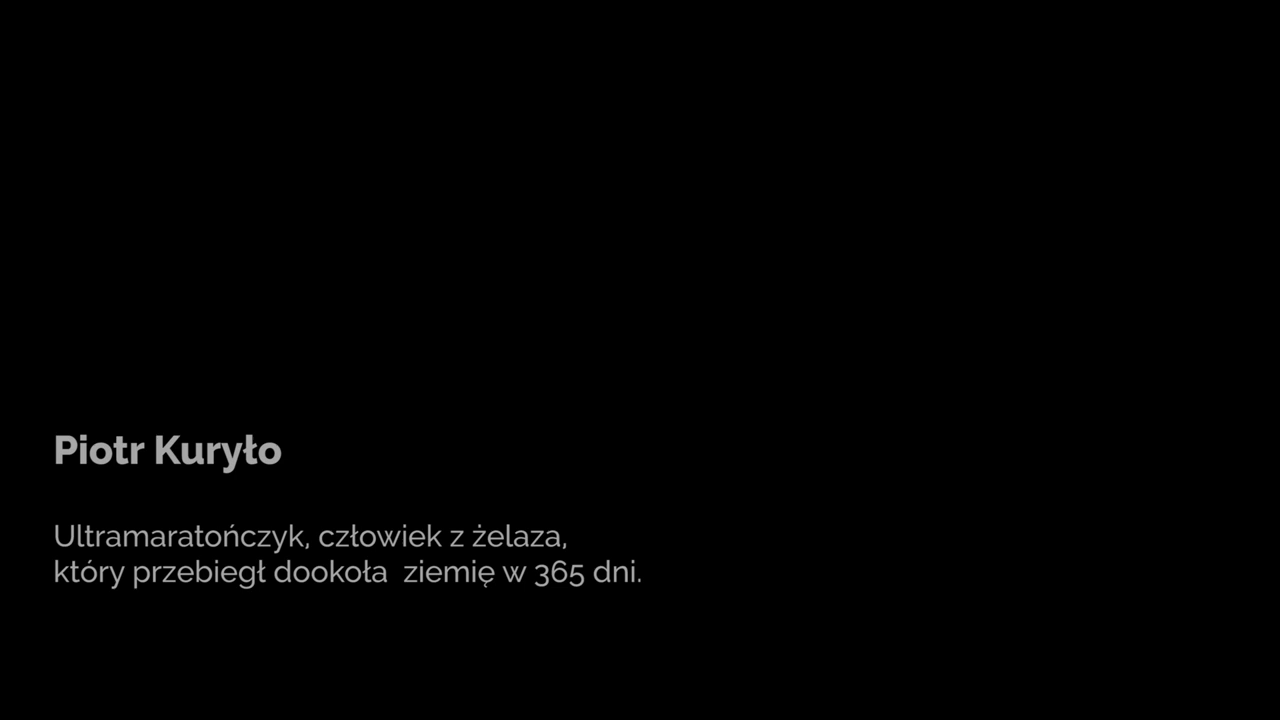 Piotr Kuryło
Ultramaratończyk, człowiek z żelaza,
który przebiegł dookoła  ziemię w 365 dni.